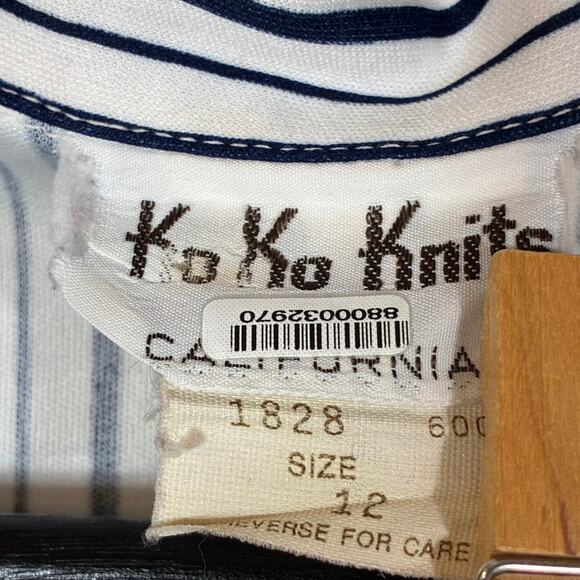 Ko Ko Knits
8800032970
CALIFORNIA
1828 600
SIZE
12
REVERSE FOR CARE